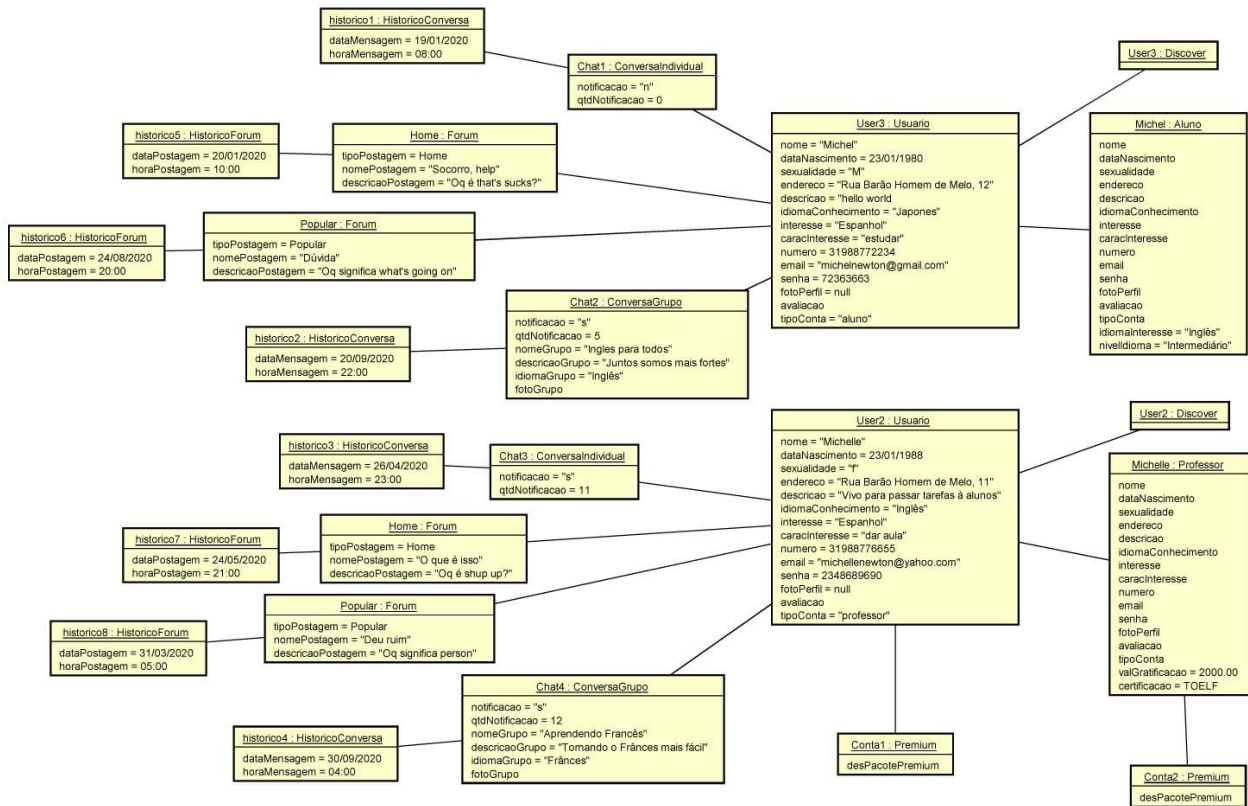 historico1 : HistoricoConversa
dataMensagem = 19/01/2020
horaMensagem = 08:00
Chat1 : ConversaIndividual
notificacao = "n"
qtdNotificacao = 0
User3 : Discover
historico5 : HistoricoForum
dataPostagem = 20/01/2020
horaPostagem = 10:00
Home : Forum
tipoPostagem = Home
nomePostagem = "Socorro, help"
descricaoPostagem = "Oq é that's sucks?"
User3 : Usuario
nome = "Michel"
dataNascimento = 23/01/1980
sexualidade = "M"
endereco = "Rua Barão Homem de Melo, 12"
descricao = "hello world
idiomaConhecimento = "Japones"
interesse = "Espanhol"
caracInteresse = "estudar"
numero = 31988772234
email = "michelnewton@gmail.com"
senha = 72363663
fotoPerfil = null
avaliacao
tipoConta = "aluno"
Michel : Aluno
nome
dataNascimento
sexualidade
endereco
descricao
idiomaConhecimento
interesse
caracInteresse
numero
email
senha
fotoPerfil
avaliacao
tipoConta
idiomaInteresse = "Inglês"
nivelIdioma = "Intermediário"
historico6 : HistoricoForum
dataPostagem = 24/08/2020
horaPostagem = 20:00
Popular : Forum
tipoPostagem = Popular
nomePostagem = "Dúvida"
descricaoPostagem = "Oq significa what's going on"
historico2 : HistoricoConversa
dataMensagem = 20/09/2020
horaMensagem = 22:00
Chat2 : ConversaGrupo
notificacao = "s"
qtdNotificacao = 5
nomeGrupo = "Ingles para todos"
descricaoGrupo = "Juntos somos mais fortes"
idiomaGrupo = "Inglês"
fotoGrupo
historico3 : HistoricoConversa
dataMensagem = 26/04/2020
horaMensagem = 23:00
Chat3 : ConversaIndividual
notificacao = "s"
qtdNotificacao = 11
User2 : Usuario
nome = "Michelle"
dataNascimento = 23/01/1988
sexualidade = "f"
endereco = "Rua Barão Homem de Melo, 11"
descricao = "Vivo para passar tarefas à alunos"
idiomaConhecimento = "Inglês"
interesse = "Espanhol"
caracInteresse = "dar aula"
numero = 31988776655
email = "michellenewton@yahoo.com"
senha = 2348689690
fotoPerfil = null
avaliacao
tipoConta = "professor"
User2 : Discover
Michelle : Professor
nome
dataNascimento
sexualidade
endereco
descricao
idiomaConhecimento
interesse
caracInteresse
numero
email
senha
fotoPerfil
avaliacao
tipoConta
valGratificacao = 2000.00
certificacao = TOELF
historico7 : HistoricoForum
dataPostagem = 24/05/2020
horaPostagem = 21:00
Home : Forum
tipoPostagem = Home
nomePostagem = "O que é isso"
descricaoPostagem = "Oq é shup up?"
historico8 : HistoricoForum
dataPostagem = 31/03/2020
horaPostagem = 05:00
Popular : Forum
tipoPostagem = Popular
nomePostagem = "Deu ruim"
descricaoPostagem = "Oq significa person"
historico4 : HistoricoConversa
dataMensagem = 30/09/2020
horaMensagem = 04:00
Chat4 : ConversaGrupo
notificacao = "s"
qtdNotificacao = 12
nomeGrupo = "Aprendendo Francês"
descricaoGrupo = "Tornando o Frânces mais fácil"
idiomaGrupo = "Frânces"
fotoGrupo
Conta1 : Premium
desPacotePremium
Conta2 : Premium
desPacotePremium